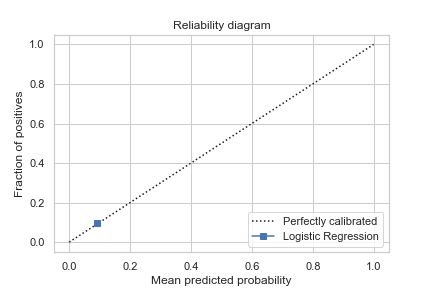 Reliability diagram
Fraction of positives
1.0
0.8
0.6
0.4
0.2
0.0
Perfectly calibrated
Logistic Regression
0.0 0.2 0.4 0.6 0.8 1.0
Mean predicted probability